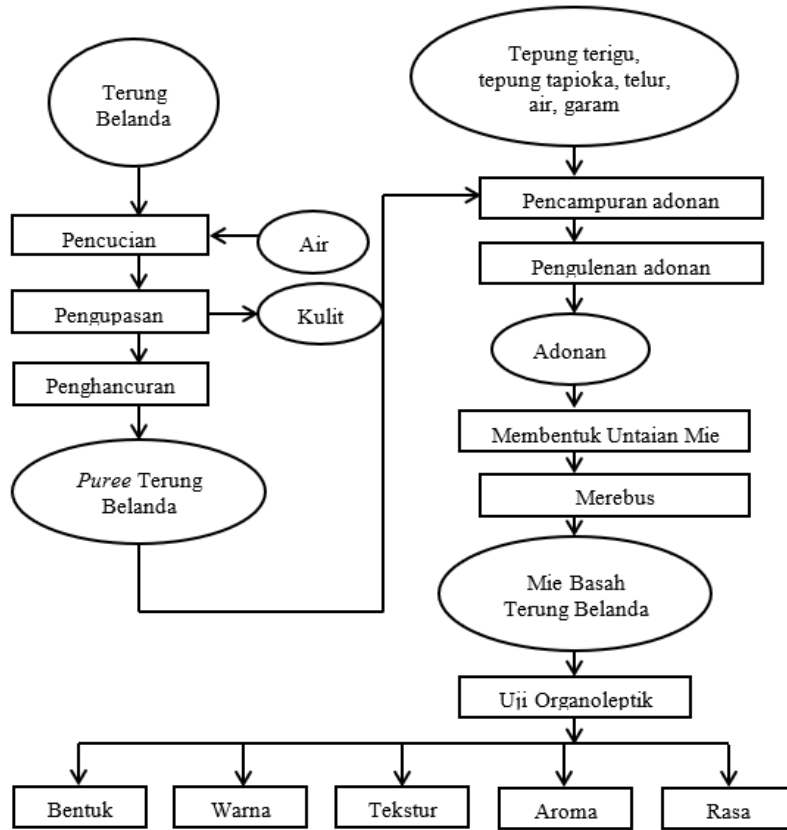 Terung
Belanda
Pencucian
Air
Pengupasan
Kulit
Penghancuran
Puree Terung
Belanda
Tepung terigu,
tepung tapioka, telur,
air, garam
Pencampuran adonan
Pengulenan adonan
Adonan
Membentuk Untaian Mie
Merebus
Mie Basah
Terung Belanda
Uji Organoleptik
Bentuk
Warna
Tekstur
Aroma
Rasa